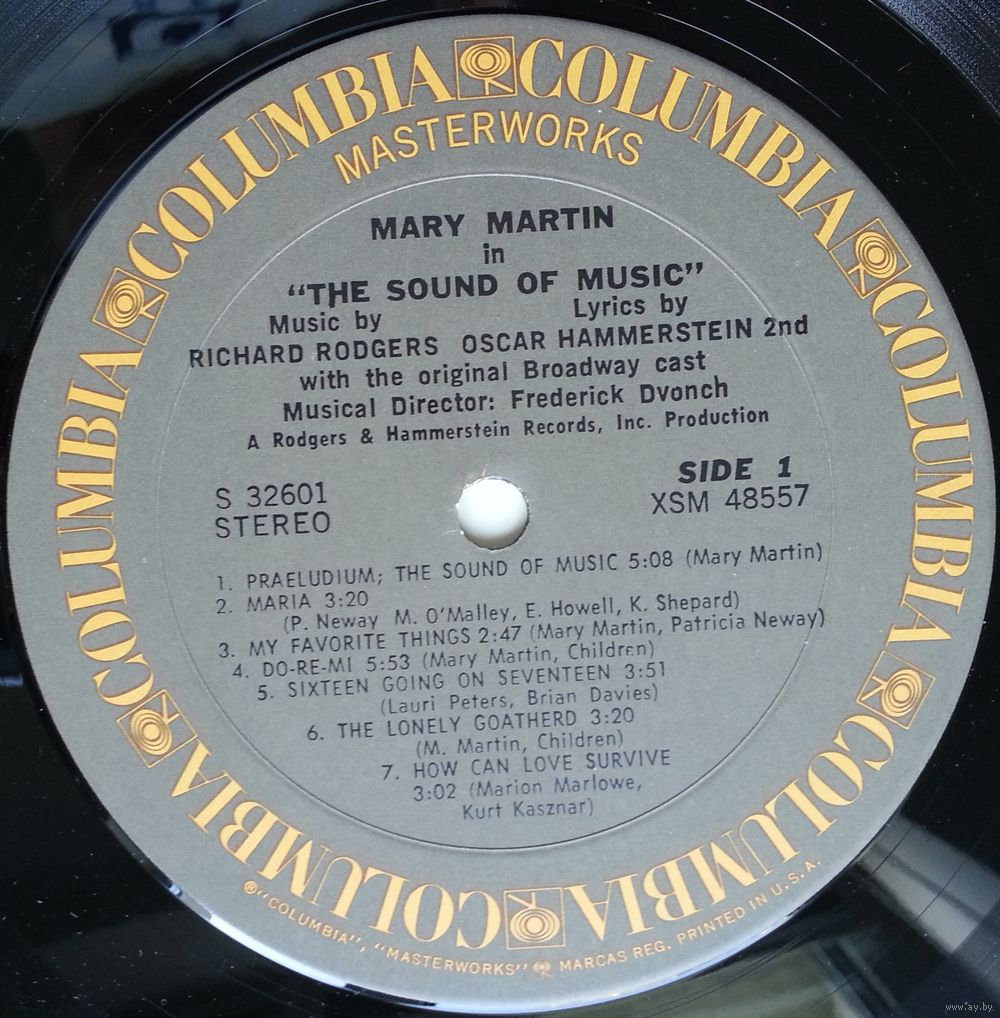 COLUMBIA COLUMBIA COLUMBIA COLUMBIA COLUMBIA COLUMBIA COLUMBIA
MASTERWORKS
MARY MARTIN
in
“THE SOUND OF MUSIC”
Music by Lyrics by
RICHARD RODGERS OSCAR HAMMERSTEIN 2nd
with the original Broadway cast
Musical Director: Frederick Dvonch
A Rodgers & Hammerstein Records, Inc. Production
SIDE 1
S 32601 XSM 48557
STEREO
1. PRAELUDIUM; THE SOUND OF MUSIC 5:08 (Mary Martin)
2. MARIA 3:20
(P. Neway M. O'Malley, E. Howell, K. Shepard)
3. MY FAVORITE THINGS 2:47 (Mary Martin, Patricia Neway)
4. DO-RE-MI 5:53 (Mary Martin, Children)
5. SIXTEEN GOING ON SEVENTEEN 3:51
(Lauri Peters, Brian Davies)
6. THE LONELY GOATHERD 3:20
(M. Martin, Children)
7. HOW CAN LOVE SURVIVE
3:02 (Marion Marlowe,
Kurt Kasznar)
®“COLUMBIA”, “MASTERWORKS” MARCAS REG. PRINTED IN U.S.A.
www.ay.by